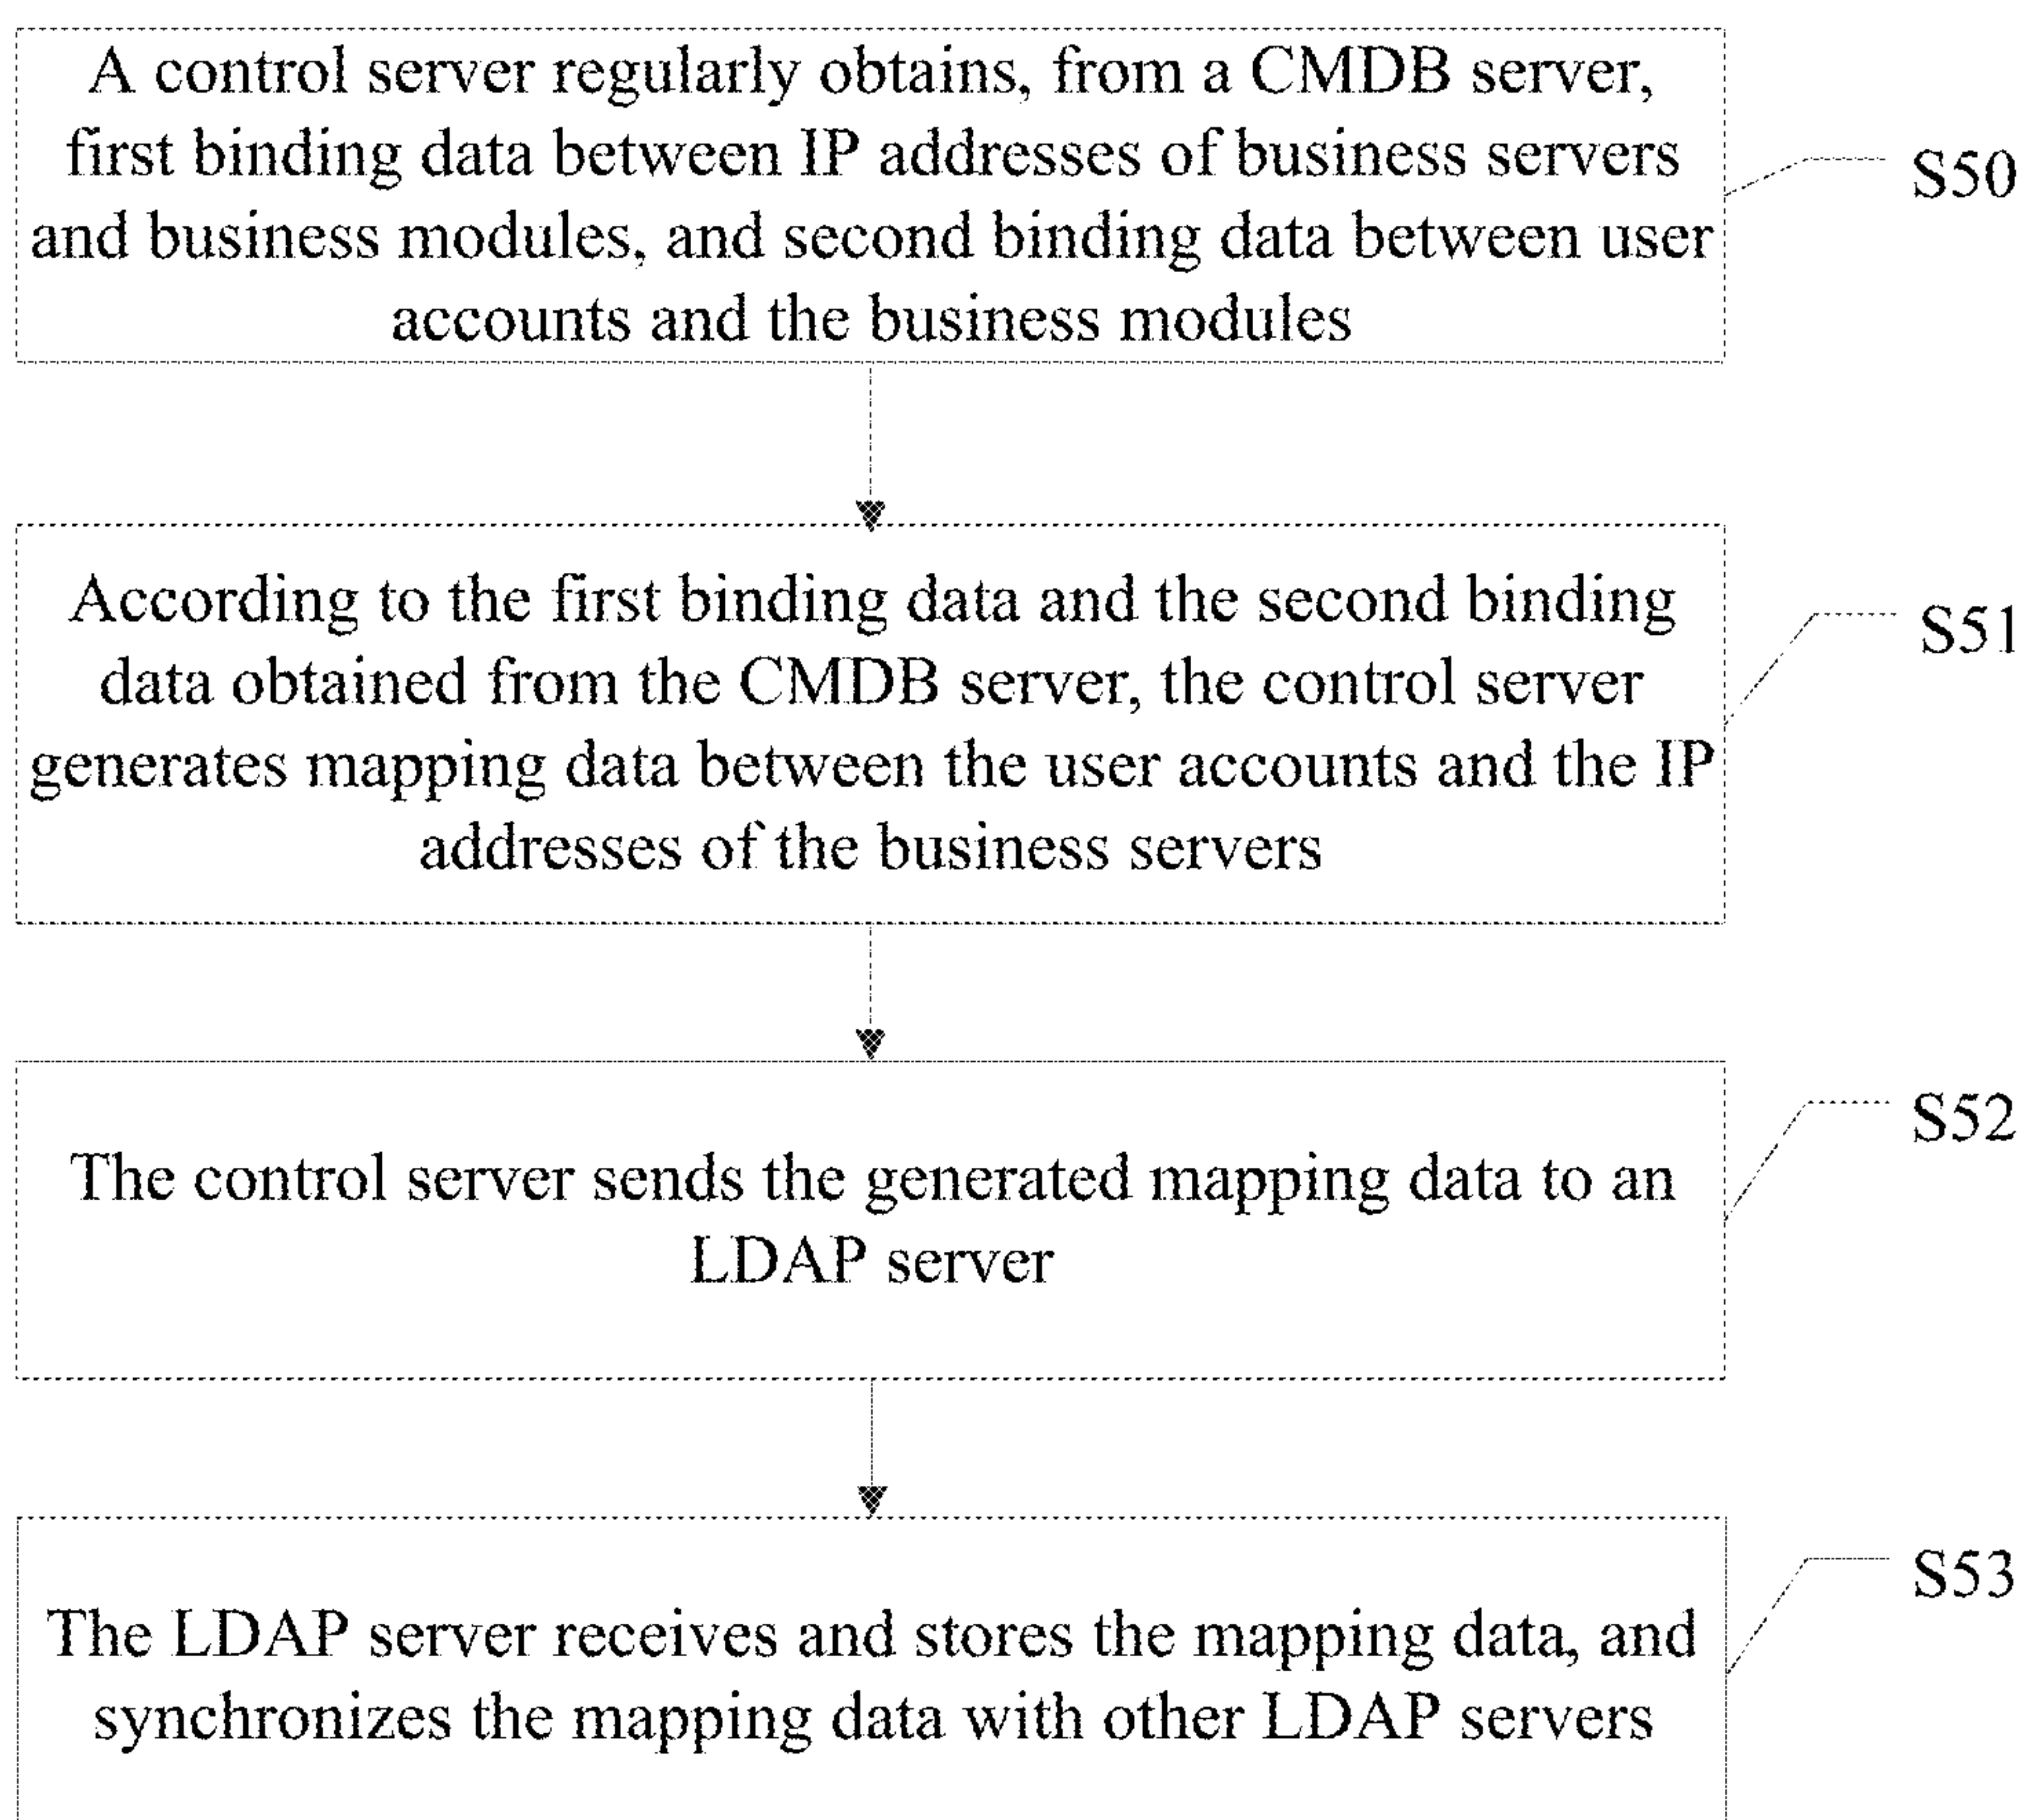 A control server regularly obtains, from a CMDB server,
first binding data between IP addresses of business servers
and business modules, and second binding data between user
accounts and the business modules
S50
According to the first binding data and the second binding
data obtained from the CMDB server, the control server
generates mapping data between the user accounts and the IP
addresses of the business servers
S51
The control server sends the generated mapping data to an
LDAP server
S52
The LDAP server receives and stores the mapping data, and
synchronizes the mapping data with other LDAP servers
S53